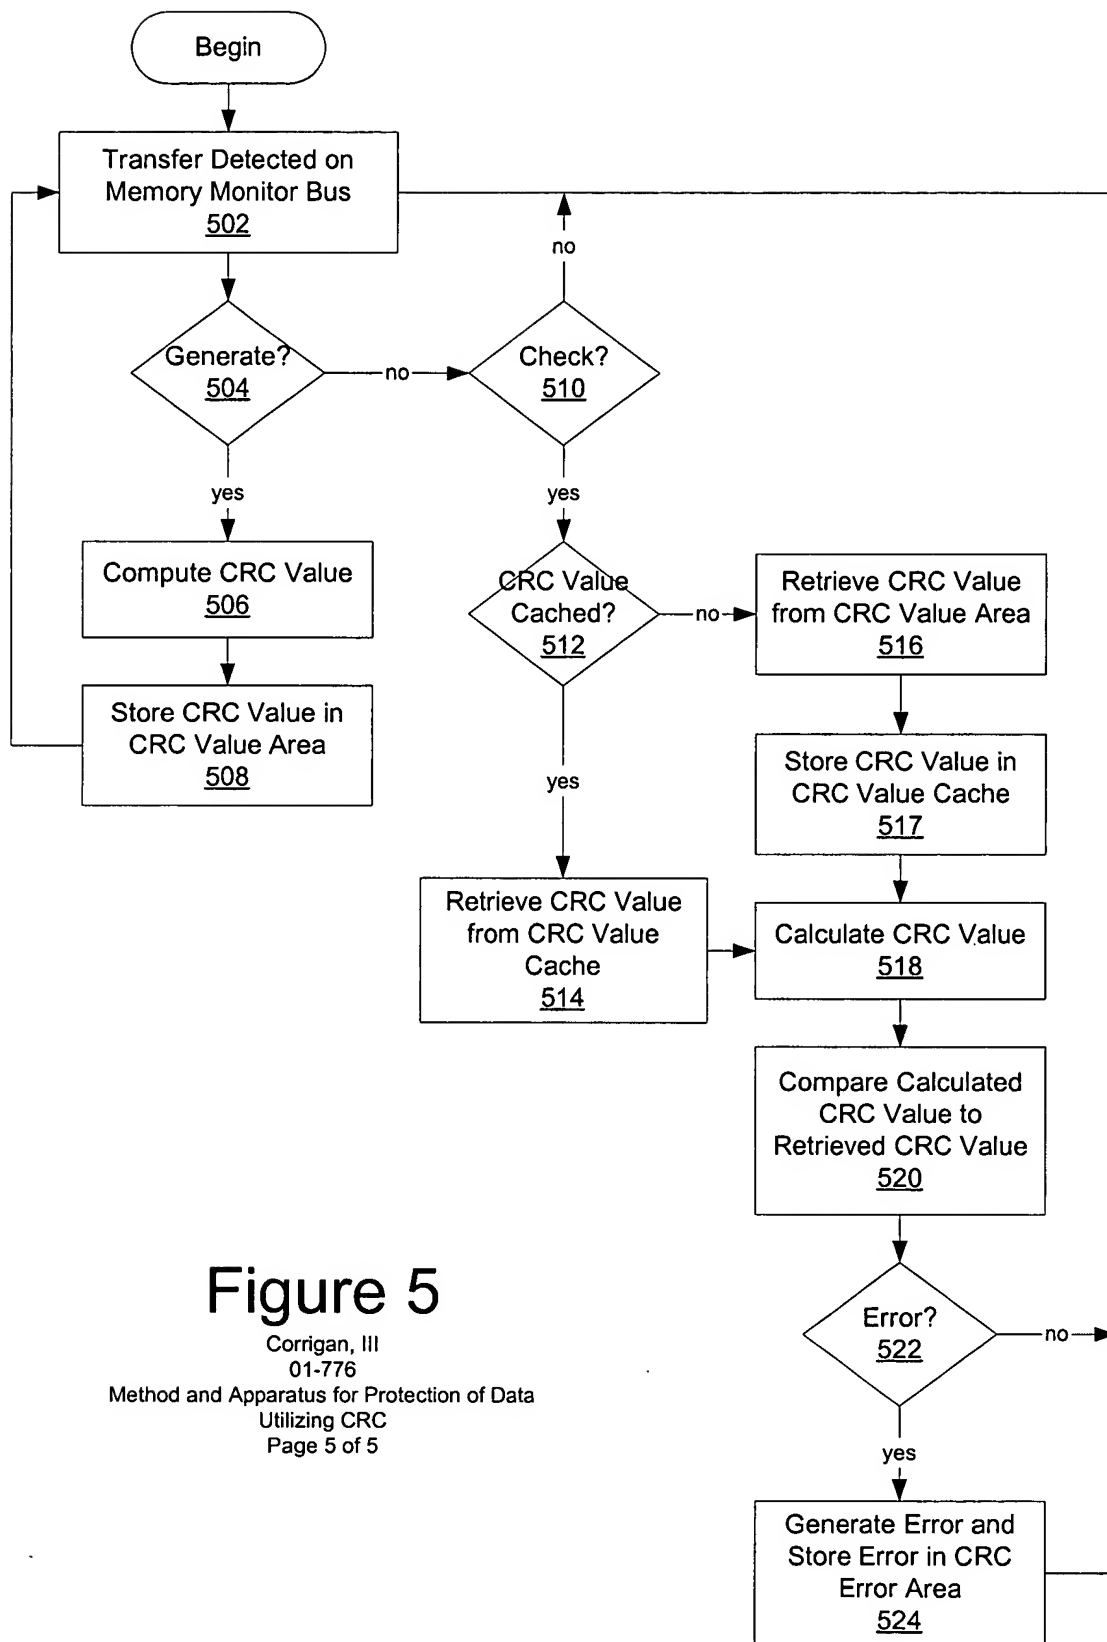 Begin
Transfer Detected on
Memory Monitor Bus
502
no
Generate?
504
no
Check?
510
yes
yes
Compute CRC Value
506
CRC Value
Cached?
512
no
Retrieve CRC Value
from CRC Value Area
516
Store CRC Value in
CRC Value Area
508
yes
Store CRC Value in
CRC Value Cache
517
Retrieve CRC Value
from CRC Value
Cache
514
Calculate CRC Value
518
Compare Calculated
CRC Value to
Retrieved CRC Value
520
Error?
522
no
yes
Generate Error and
Store Error in CRC
Error Area
524
Figure 5
Corrigan, III
01-776
Method and Apparatus for Protection of Data
Utilizing CRC
Page 5 of 5